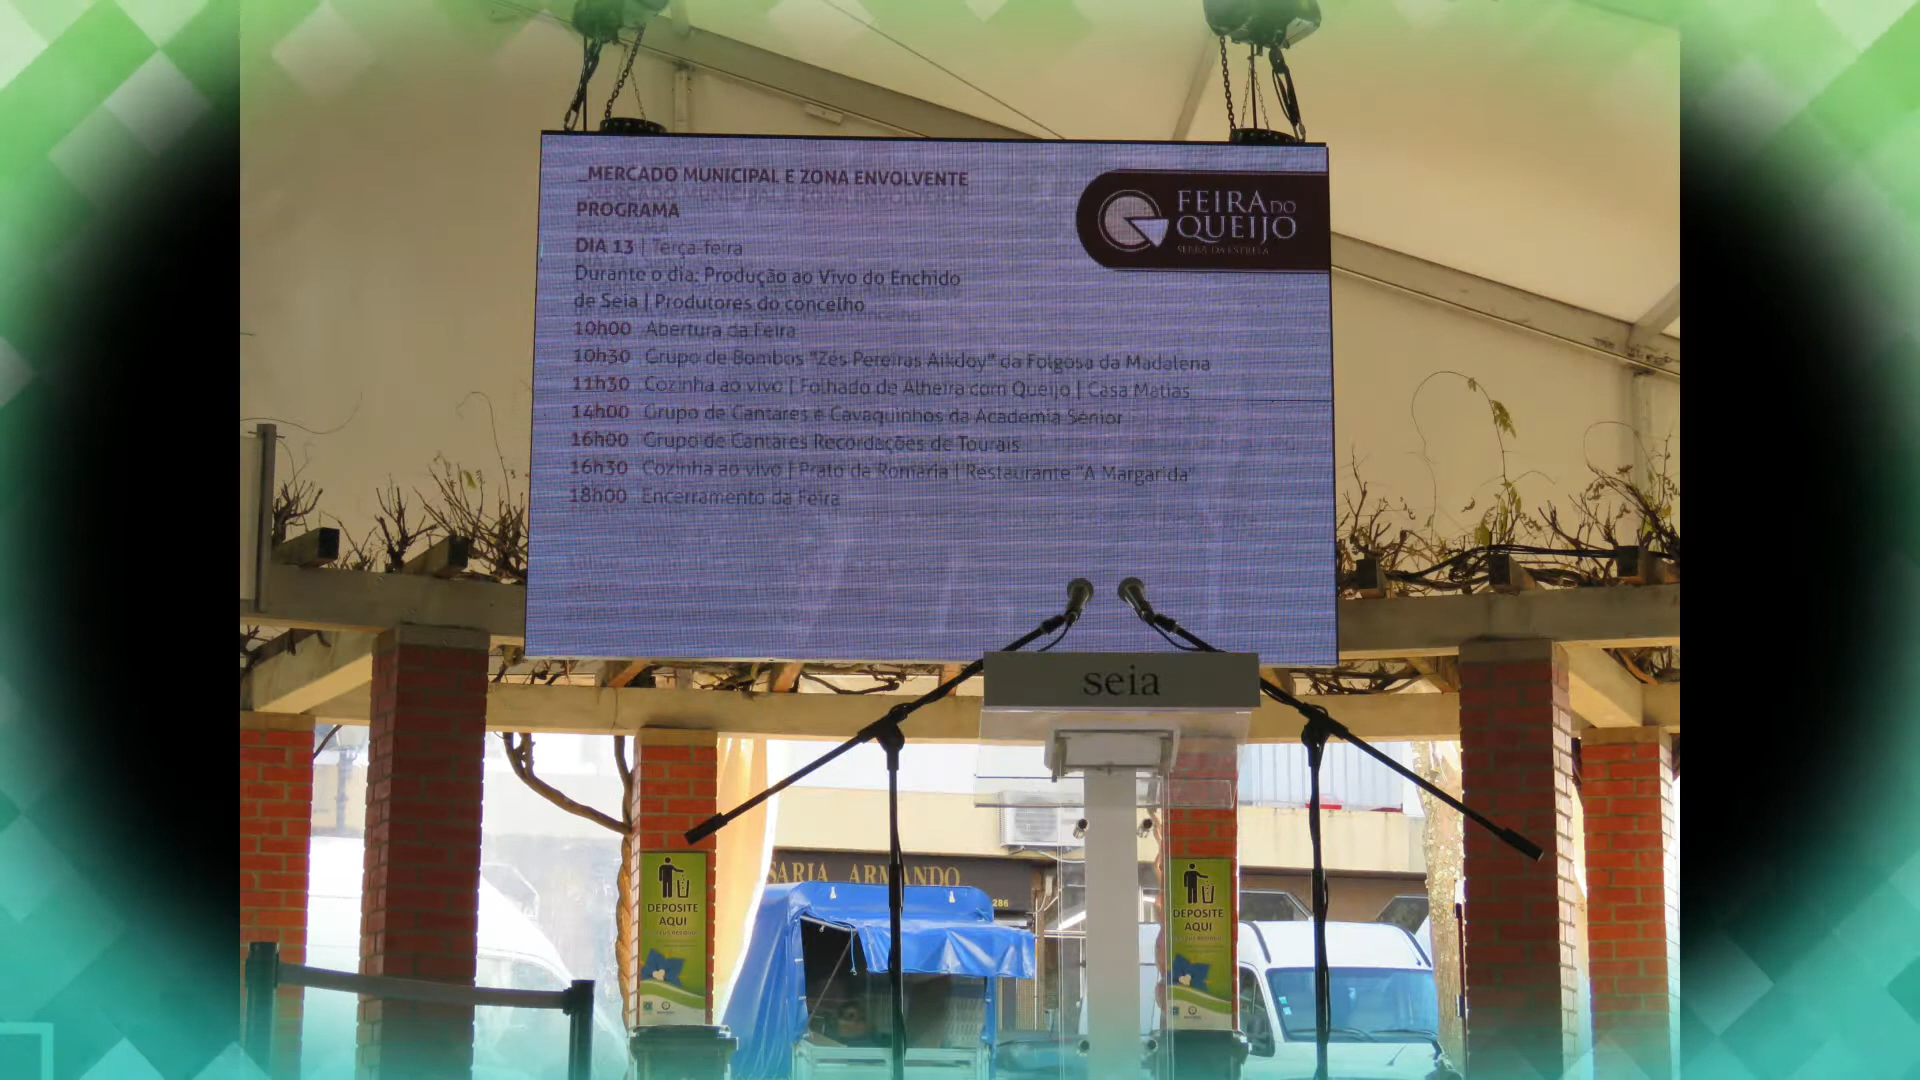 _MERCADO MUNICIPAL E ZONA ENVOLVENTE
PROGRAMA
DIA 13 | Terça-feira
Durante o dia: Produção ao Vivo do Enchido
de Seia | Produtores do concelho
10h00 Abertura da Feira
10h30 Grupo de Bombos "Zés Pereiras Aikdoy" da Folgosa da Madalena
11h30 Cozinha ao vivo | Folhado de Alheira com Queijo | Casa Matias
14h00 Grupo de Cantares e Cavaquinhos da Academia Sénior
16h00 Grupo de Cantares Recordações de Tourais
16h30 Cozinha ao vivo | Prato da Romaria | Restaurante "A Margarida"
18h00 Encerramento da Feira
FEIRA DO
QUEIJO
SERRA DA ESTRELA
seia
SARIA ARMANDO
286
DEPOSITE
AQUI
DEPOSITE
AQUI